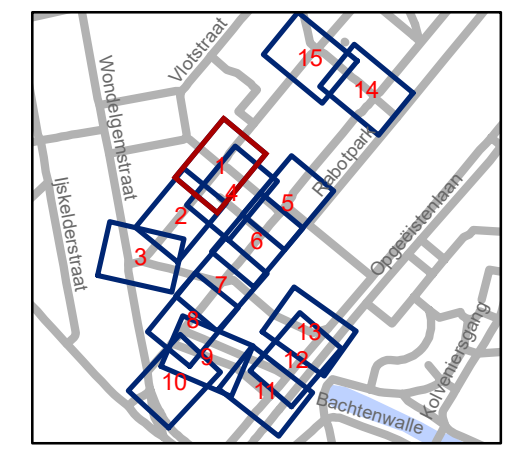 Vlotstraat
15
Wondelgemstraat
14
Rabotpark
1
4
5
Ijskelderstraat
2
Opgeëistenlaan
6
3
7
8
13
Kolveniersgang
9
12
10
11
Bachtenwalle